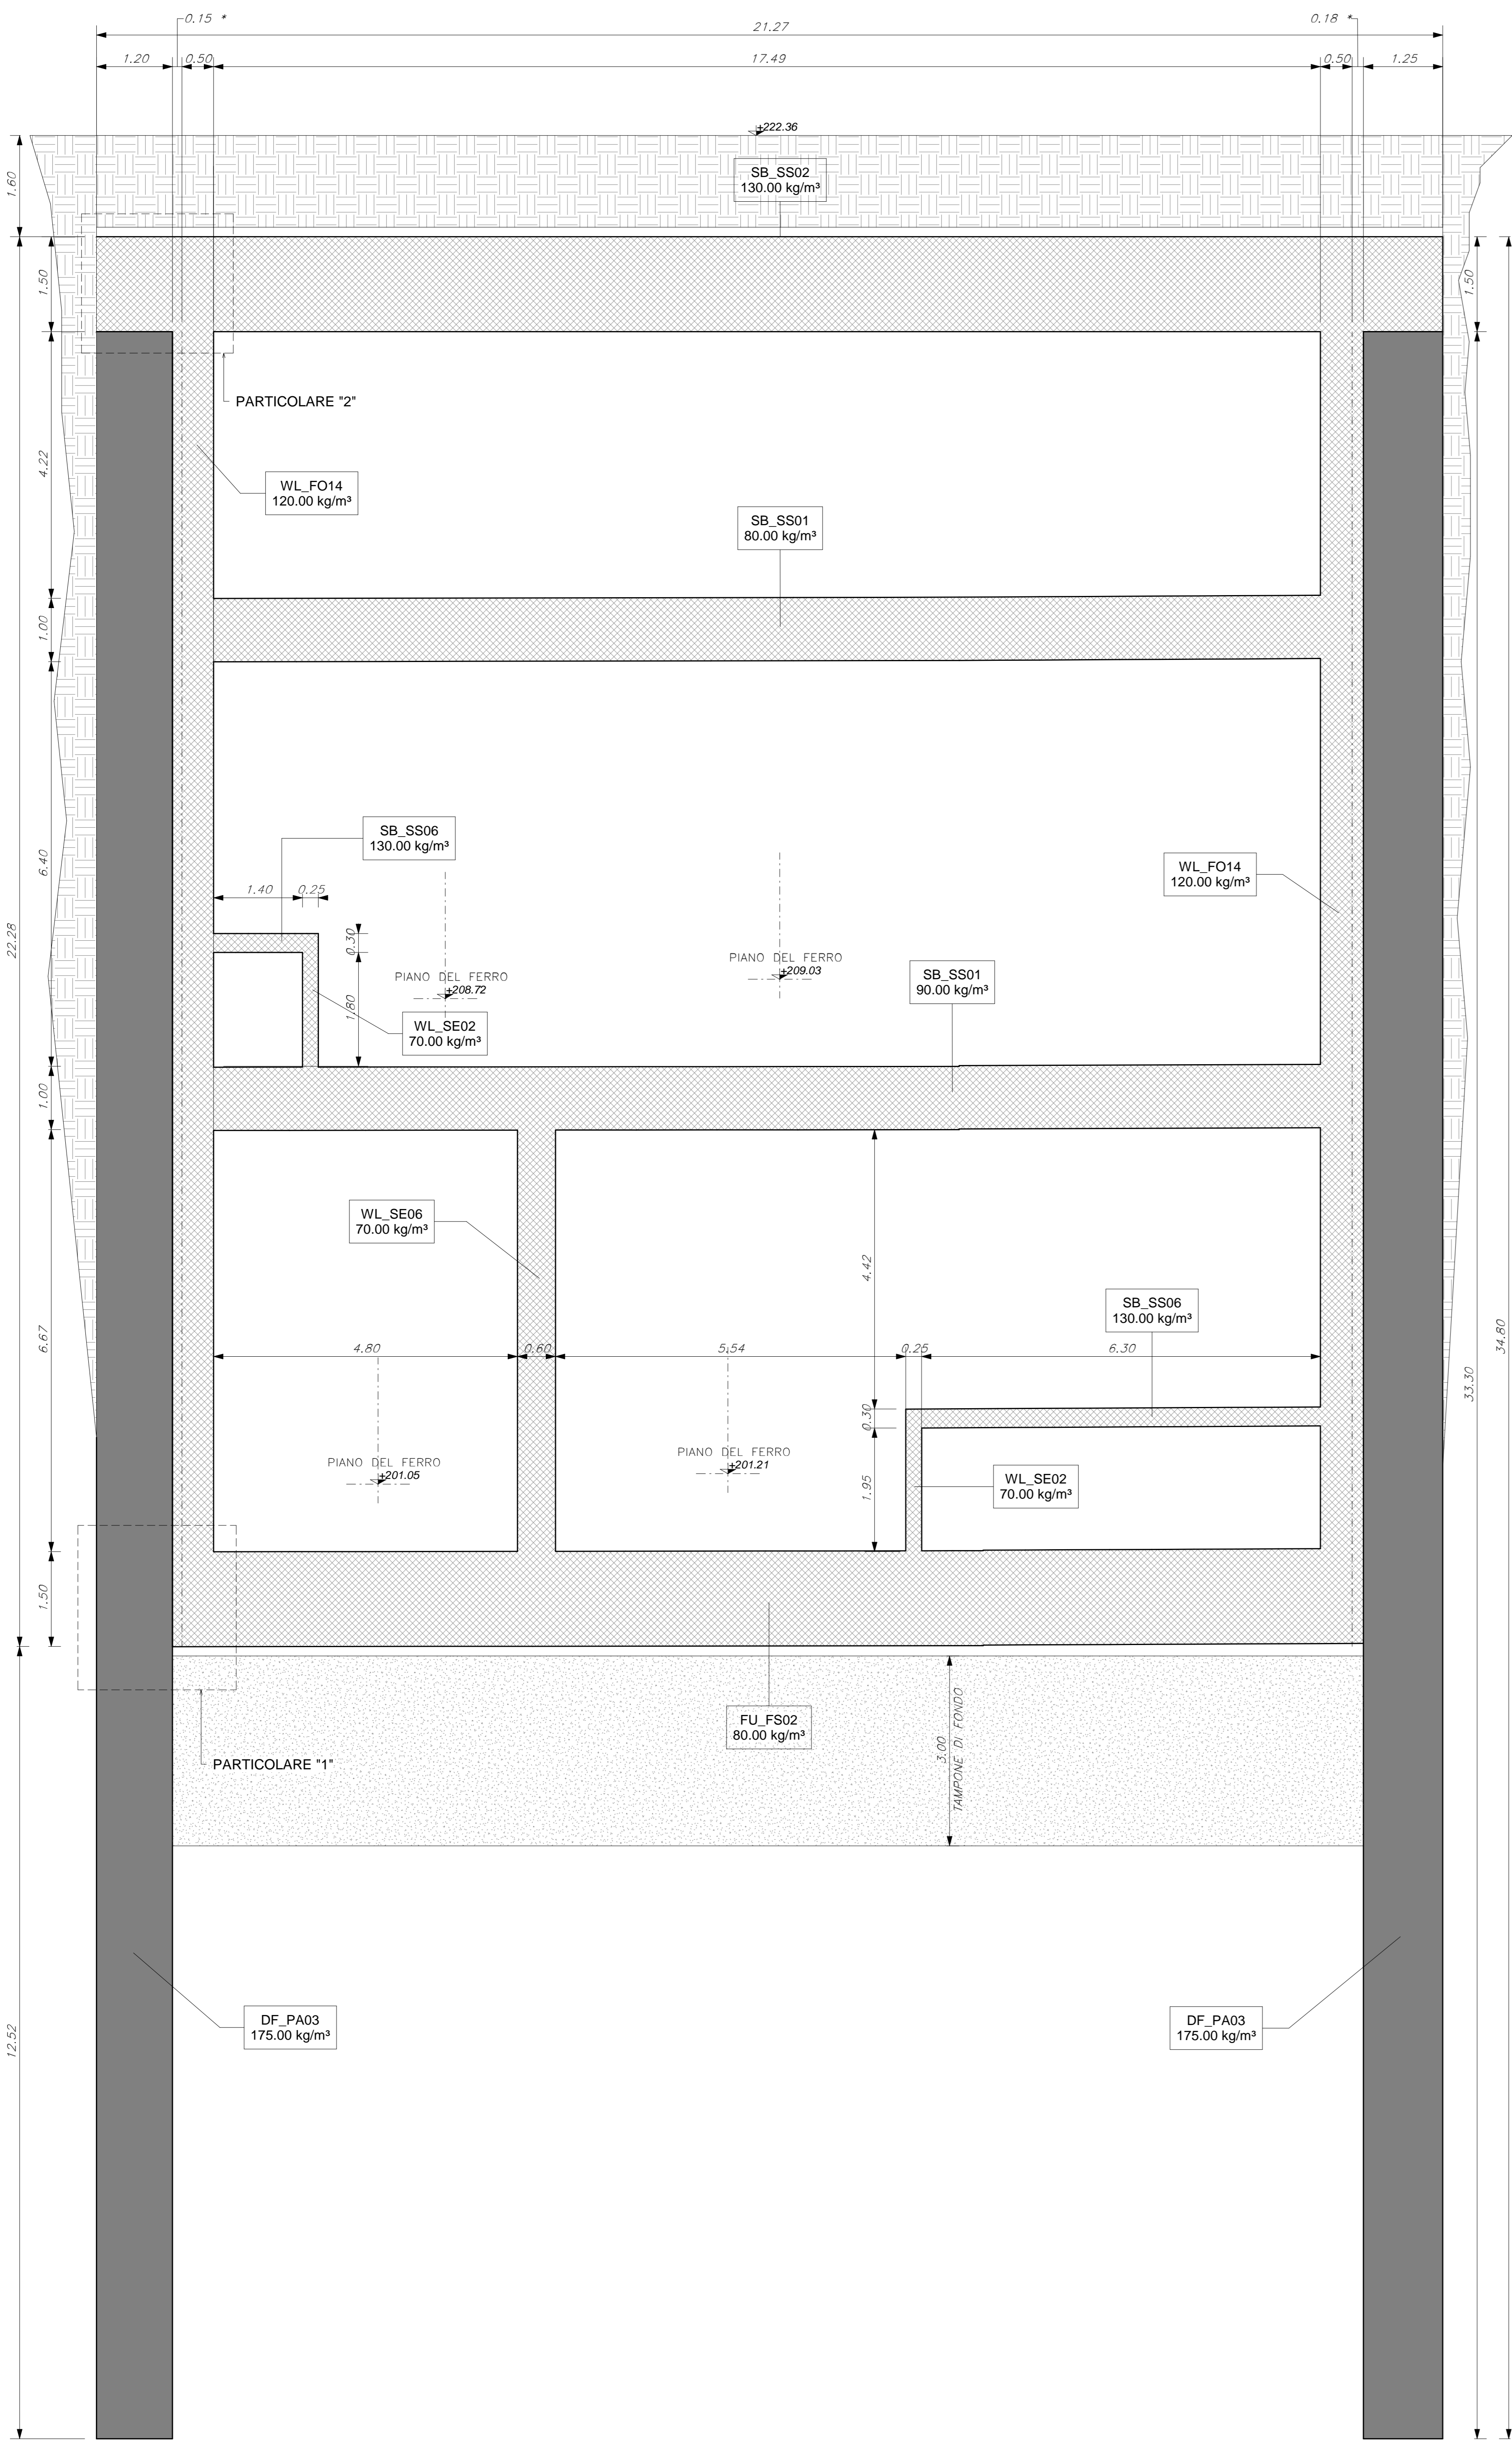 0.15 *
0.18 *
21.27
1.20
0.50
17.49
0.50
1.25
+222.36
1.60
SB_SS02
130.00 kg/m³
1.50
1.50
PARTICOLARE "2"
4.22
WL_FO14
120.00 kg/m³
SB_SS01
80.00 kg/m³
1.00
SB_SS06
130.00 kg/m³
6.40
WL_FO14
120.00 kg/m³
1.40
0.25
22.28
0.30
PIANO DEL FERRO
+209.03
PIANO DEL FERRO
+208.72
SB_SS01
90.00 kg/m³
1.80
WL_SE02
70.00 kg/m³
1.00
WL_SE06
70.00 kg/m³
4.42
SB_SS06
130.00 kg/m³
6.67
34.80
33.30
4.80
0.60
5.54
0.25
6.30
0.30
PIANO DEL FERRO
+201.21
PIANO DEL FERRO
+201.05
1.95
WL_SE02
70.00 kg/m³
1.50
FU_FS02
80.00 kg/m³
3.00
TAMPONE DI FONDO
PARTICOLARE "1"
12.52
DF_PA03
175.00 kg/m³
DF_PA03
175.00 kg/m³